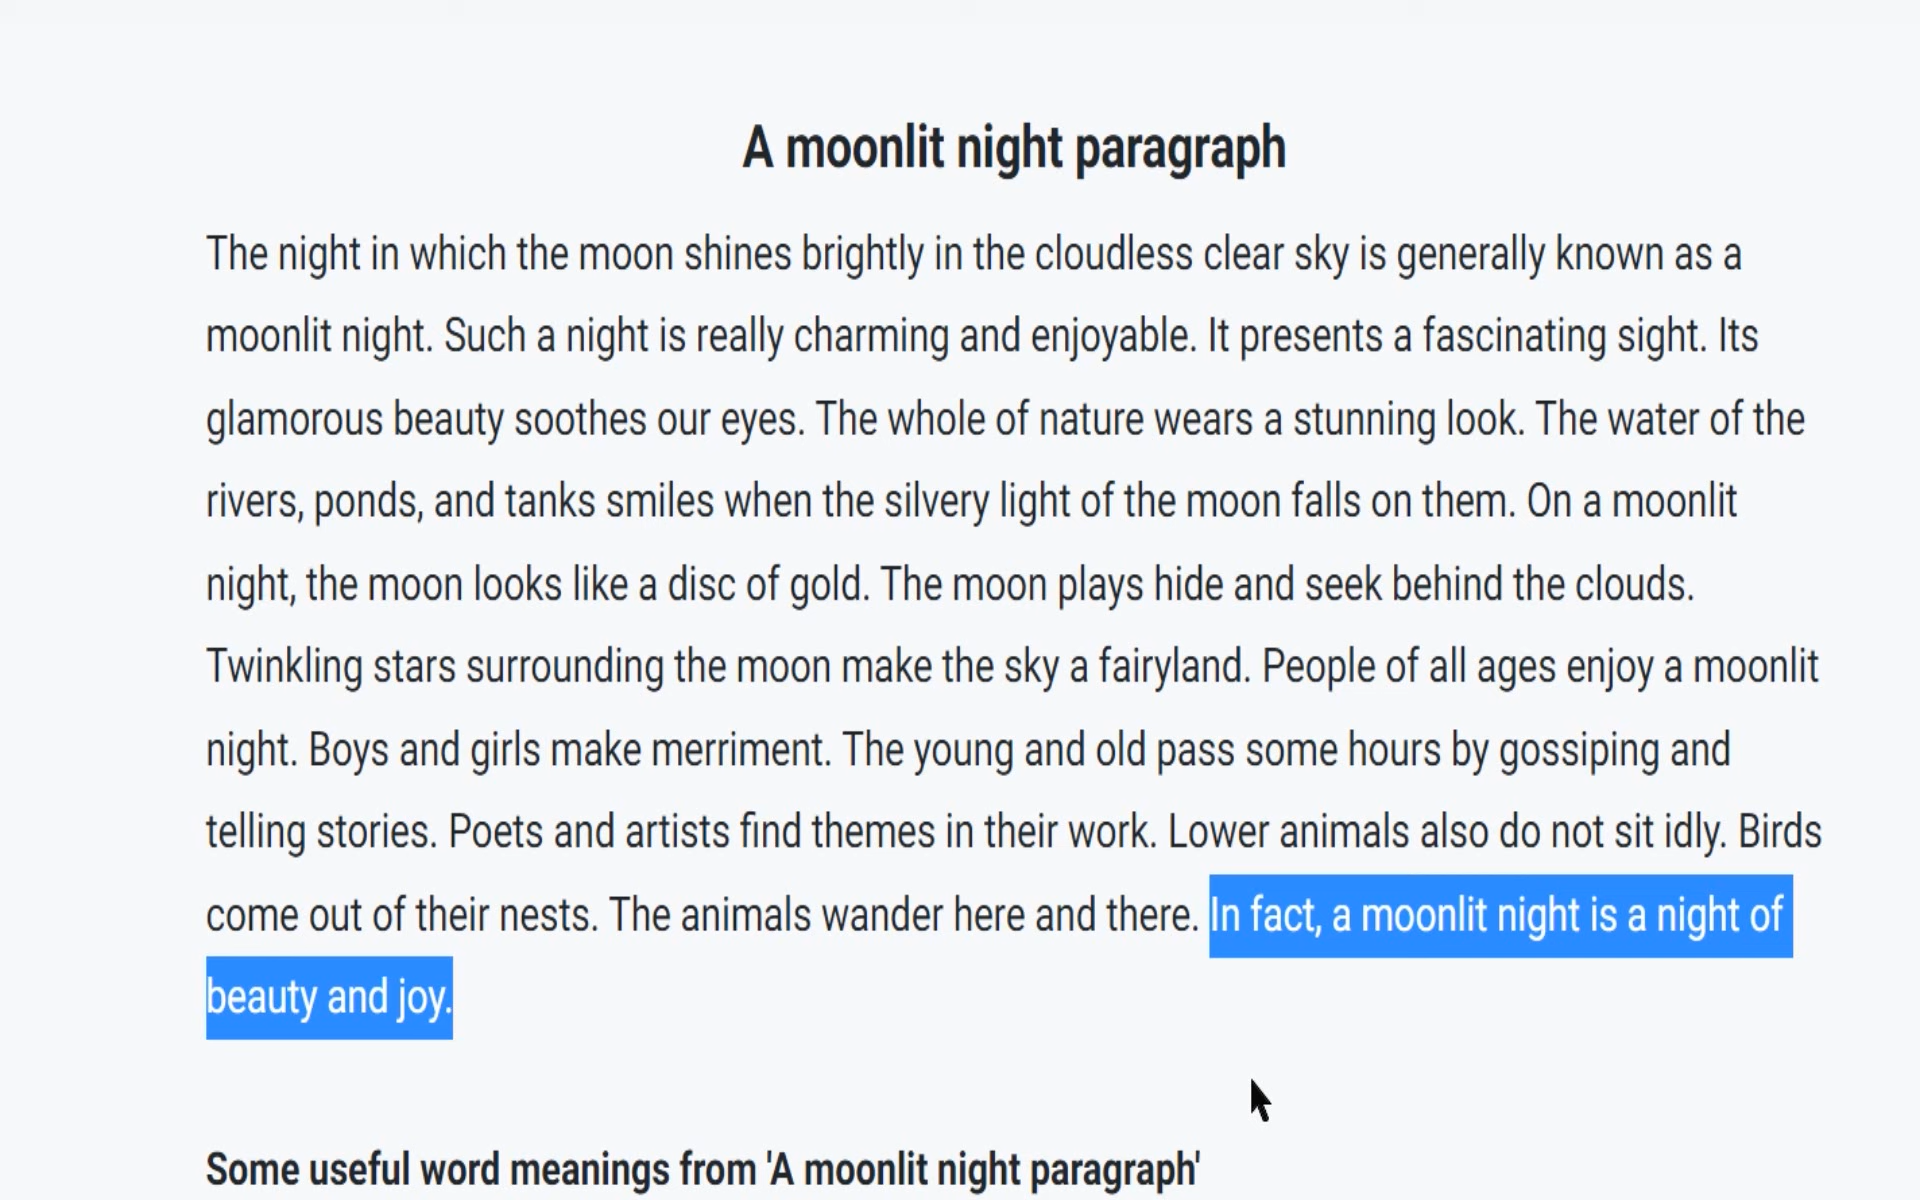 A moonlit night paragraph
The night in which the moon shines brightly in the cloudless clear sky is generally known as a
moonlit night. Such a night is really charming and enjoyable. It presents a fascinating sight. Its
glamorous beauty soothes our eyes. The whole of nature wears a stunning look. The water of the
rivers, ponds, and tanks smiles when the silvery light of the moon falls on them. On a moonlit
night, the moon looks like a disc of gold. The moon plays hide and seek behind the clouds.
Twinkling stars surrounding the moon make the sky a fairyland. People of all ages enjoy a moonlit
night. Boys and girls make merriment. The young and old pass some hours by gossiping and
telling stories. Poets and artists find themes in their work. Lower animals also do not sit idly. Birds
come out of their nests. The animals wander here and there. In fact, a moonlit night is a night of
beauty and joy.
Some useful word meanings from 'A moonlit night paragraph'